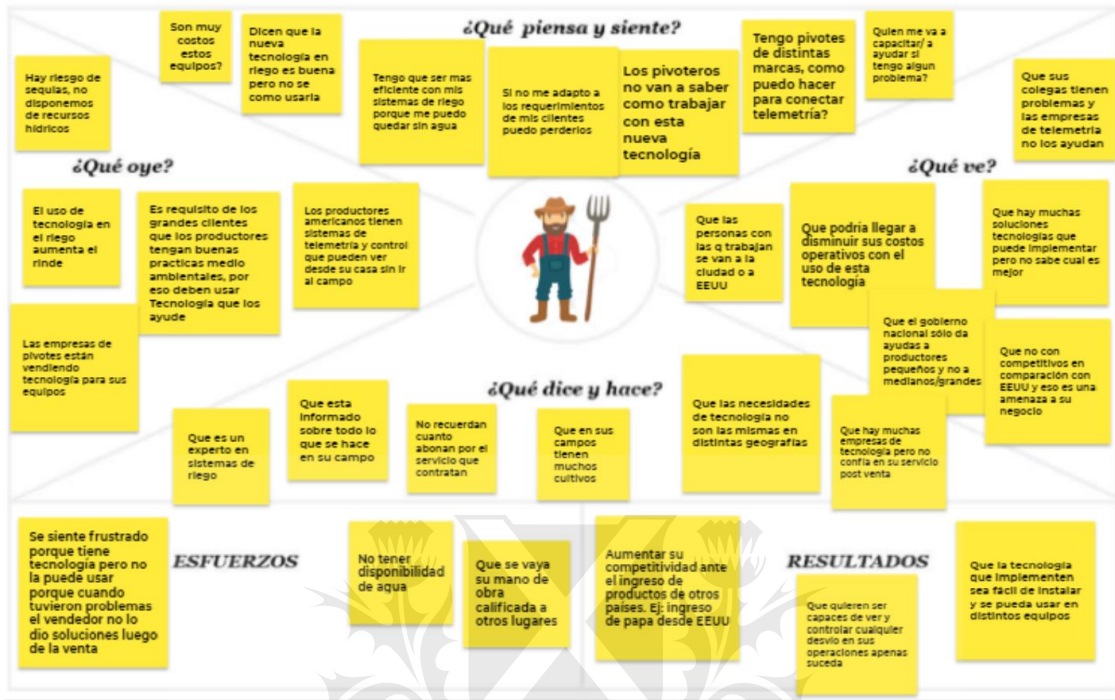 ¿Qué piensa y siente?
Son muy
costos
estos
equipos?
Dicen que la
nueva
tecnología en
riego es buena
pero no se
como usarla
Tengo que ser mas
eficiente con mis
sistemas de riego
porque me puedo
quedar sin agua
Si no me adapto a
los requerimientos
de mis clientes
puedo perderlos
Los pivoteros
no van a saber
como trabajar
con esta
nueva
tecnología
Tengo pivotes
de distintas
marcas, como
puedo hacer
para conectar
telemetría?
Quien me va a
capacitar/ a
ayudar si
tengo algun
problema?
Hay riesgo de
sequias, no
disponemos
de recursos
hídricos
¿Qué oye?
El uso de
tecnología en
el riego
aumenta el
rinde
Es requisito de los
grandes clientes
que los productores
tengan buenas
practicas medio
ambientales, por
eso deben usar
Tecnología que los
ayude
Los productores
americanos tienen
sistemas de
telemetría y control
que pueden ver
desde su casa sin ir
al campo
Las empresas de
pivotes están
vendiendo
tecnología para sus
equipos
Que sus
colegas tienen
problemas y
las empresas
de telemetría
no los ayudan
¿Qué ve?
Que las
personas con
las q trabajan
se van a la
ciudad o a
EEUU
Que podría llegar a
disminuir sus costos
operativos con el
uso de esta
tecnología
Que hay muchas
soluciones
tecnologías que
puede implementar
pero no sabe cual es
mejor
Que el gobierno
nacional sólo da
ayudas a
productores
pequeños y no a
medianos/grandes
Que no con
competitivos en
comparación con
EEUU y eso es una
amenaza a su
negocio
¿Qué dice y hace?
Que es un
experto en
sistemas de
riego
Que esta
informado
sobre todo lo
que se hace
en su campo
No recuerdan
cuanto
abonan por el
servicio que
contratan
Que en sus
campos
tienen
muchos
cultivos
Que las necesidades
de tecnología no
son las mismas en
distintas geografías
Que hay muchas
empresas de
tecnología pero no
confía en su servicio
post venta
ESFUERZOS
Se siente frustrado
porque tiene
tecnología pero no
la puede usar
porque cuando
tuvieron problemas
el vendedor no lo
dio soluciones luego
de la venta
No tener
disponibilidad
de agua
Que se vaya
su mano de
obra
calificada a
otros lugares
RESULTADOS
Aumentar su
competitividad ante
el ingreso de
productos de otros
países. Ej: ingreso
de papa desde EEUU
Que quieren ser
capaces de ver y
controlar cualquier
desvío en sus
operaciones apenas
suceda
Que la tecnología
que implementen
sea fácil de instalar
y se pueda usar en
distintos equipos